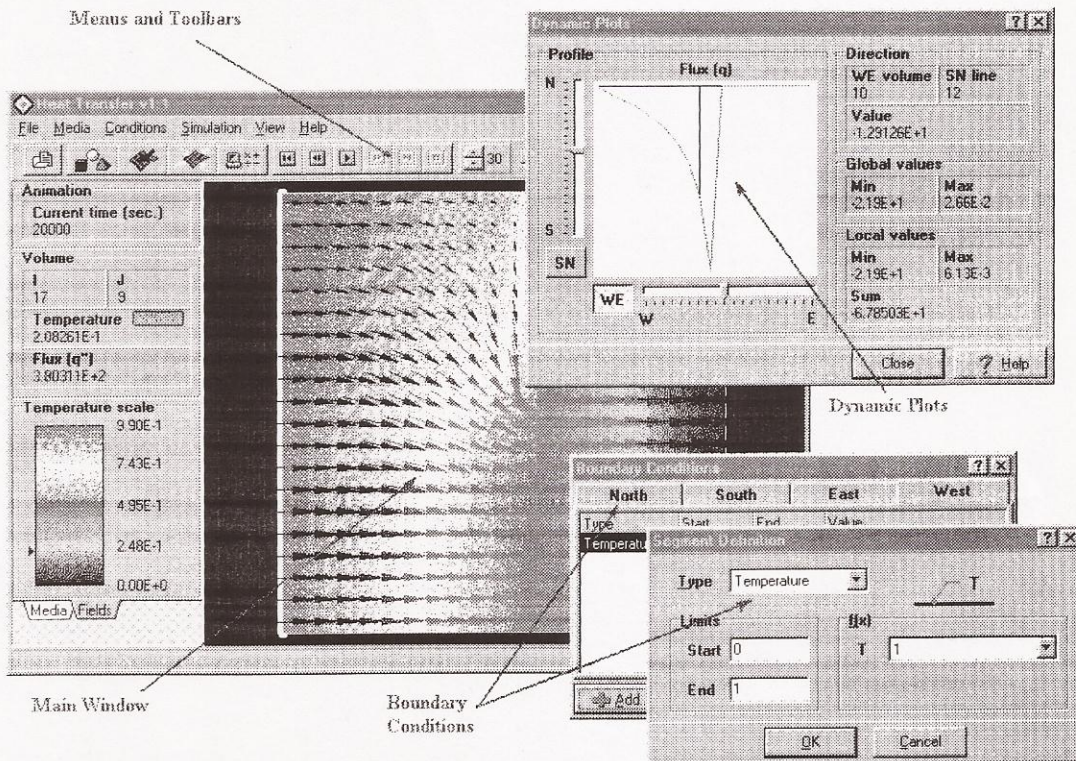 Menus and Toolbars
Dynamic Plots
Profile
Flux (q)
N
S
SN
WE
W
E
Direction
WE volume
SN line
10
12
Value
-1.29126E+1
Global values
Min
Max
-2.19E+1
2.66E-2
Local values
Min
Max
-2.19E+1
6.13E-3
Sum
-6.78503E+1
Close
? Help
Dynamic Plots
Heat Transfer v1.1
File Media Conditions Simulation View Help
30
Animation
Current time (sec.)
20000
Volume
I
J
17
9
Temperature
2.08261E-1
Flux (q'')
3.80311E+2
Temperature scale
9.90E-1
7.43E-1
4.95E-1
2.48E-1
0.00E+0
Media
Fields
Main Window
Boundary Conditions
North
South
East
West
Type
Start
End
Value
Temperatu
Add
Segment Definition
Type
Temperature
T
Limits
Start
0
End
1
f(x)
T
1
OK
Cancel
Boundary
Conditions